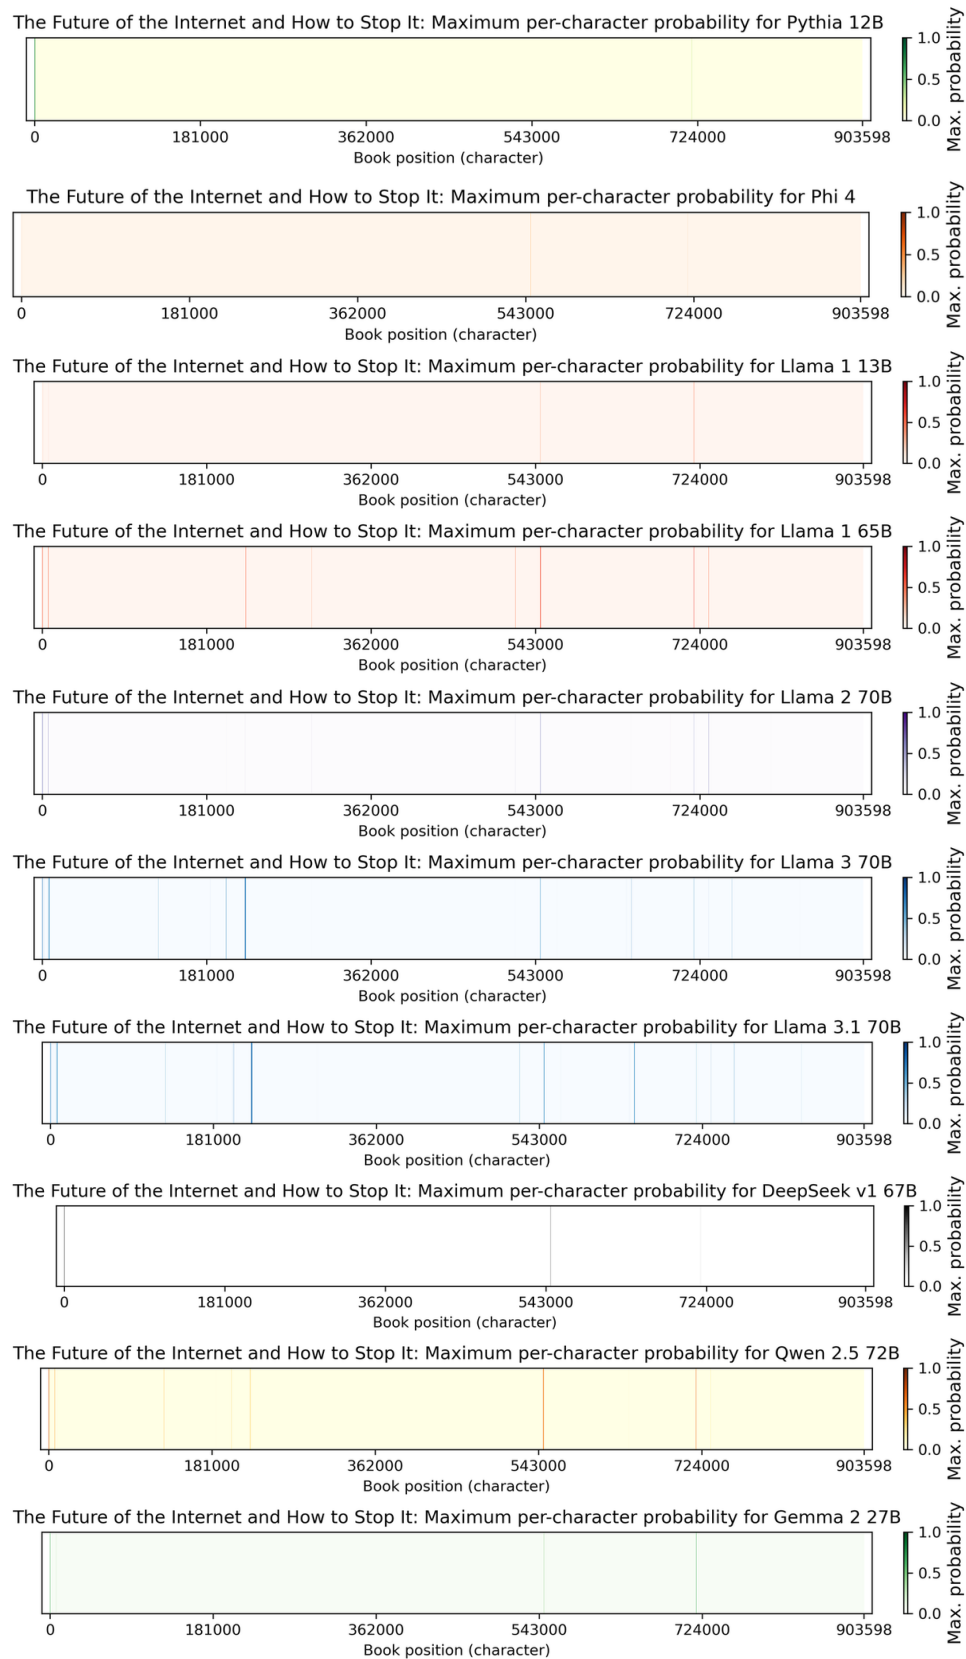 The Future of the Internet and How to Stop It: Maximum per-character probability for Pythia 12B
1.0
0.5
0.0
Max. probability
0 181000 362000 543000 724000 903598
Book position (character)
The Future of the Internet and How to Stop It: Maximum per-character probability for Phi 4
1.0
0.5
0.0
Max. probability
0 181000 362000 543000 724000 903598
Book position (character)
The Future of the Internet and How to Stop It: Maximum per-character probability for Llama 1 13B
1.0
0.5
0.0
Max. probability
0 181000 362000 543000 724000 903598
Book position (character)
The Future of the Internet and How to Stop It: Maximum per-character probability for Llama 1 65B
1.0
0.5
0.0
Max. probability
0 181000 362000 543000 724000 903598
Book position (character)
The Future of the Internet and How to Stop It: Maximum per-character probability for Llama 2 70B
1.0
0.5
0.0
Max. probability
0 181000 362000 543000 724000 903598
Book position (character)
The Future of the Internet and How to Stop It: Maximum per-character probability for Llama 3 70B
1.0
0.5
0.0
Max. probability
0 181000 362000 543000 724000 903598
Book position (character)
The Future of the Internet and How to Stop It: Maximum per-character probability for Llama 3.1 70B
1.0
0.5
0.0
Max. probability
0 181000 362000 543000 724000 903598
Book position (character)
The Future of the Internet and How to Stop It: Maximum per-character probability for DeepSeek v1 67B
1.0
0.5
0.0
Max. probability
0 181000 362000 543000 724000 903598
Book position (character)
The Future of the Internet and How to Stop It: Maximum per-character probability for Qwen 2.5 72B
1.0
0.5
0.0
Max. probability
0 181000 362000 543000 724000 903598
Book position (character)
The Future of the Internet and How to Stop It: Maximum per-character probability for Gemma 2 27B
1.0
0.5
0.0
Max. probability
0 181000 362000 543000 724000 903598
Book position (character)